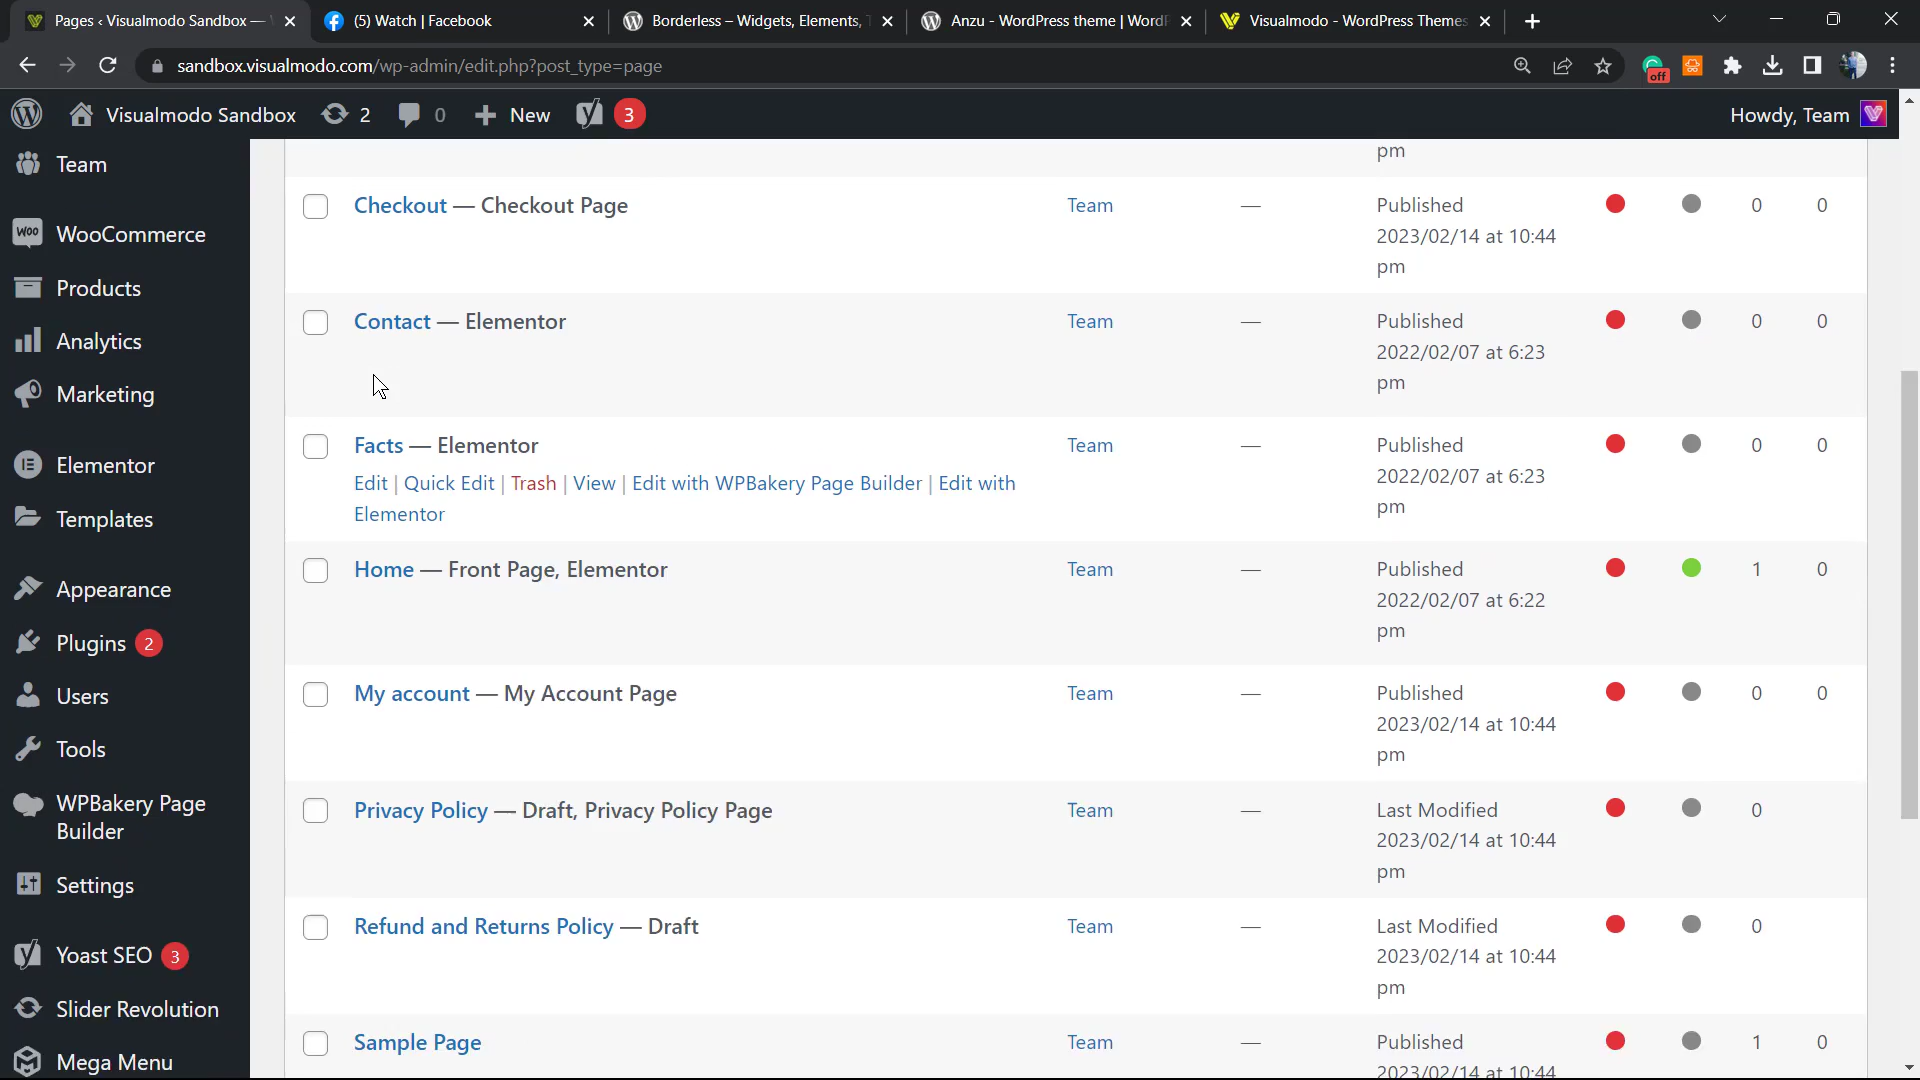 Pages ‹ Visualmodo Sandbox —
(5) Watch | Facebook
Borderless – Widgets, Elements,
Anzu - WordPress theme | Word
Visualmodo - WordPress Themes
sandbox.visualmodo.com/wp-admin/edit.php?post_type=page
off
Visualmodo Sandbox
2
0
New
3
Howdy, Team
Team
WooCommerce
Products
Analytics
Marketing
Elementor
Templates
Appearance
Plugins 2
Users
Tools
WPBakery Page
Builder
Settings
Yoast SEO 3
Slider Revolution
Mega Menu
pm
Checkout — Checkout Page
Team
—
Published
2023/02/14 at 10:44
pm
0
0
Contact — Elementor
Team
—
Published
2022/02/07 at 6:23
pm
0
0
Facts — Elementor
Edit | Quick Edit | Trash | View | Edit with WPBakery Page Builder | Edit with
Elementor
Team
—
Published
2022/02/07 at 6:23
pm
0
0
Home — Front Page, Elementor
Team
—
Published
2022/02/07 at 6:22
pm
1
0
My account — My Account Page
Team
—
Published
2023/02/14 at 10:44
pm
0
0
Privacy Policy — Draft, Privacy Policy Page
Team
—
Last Modified
2023/02/14 at 10:44
pm
0
Refund and Returns Policy — Draft
Team
—
Last Modified
2023/02/14 at 10:44
pm
0
Sample Page
Team
—
Published
2023/02/14 at 10:44
1
0